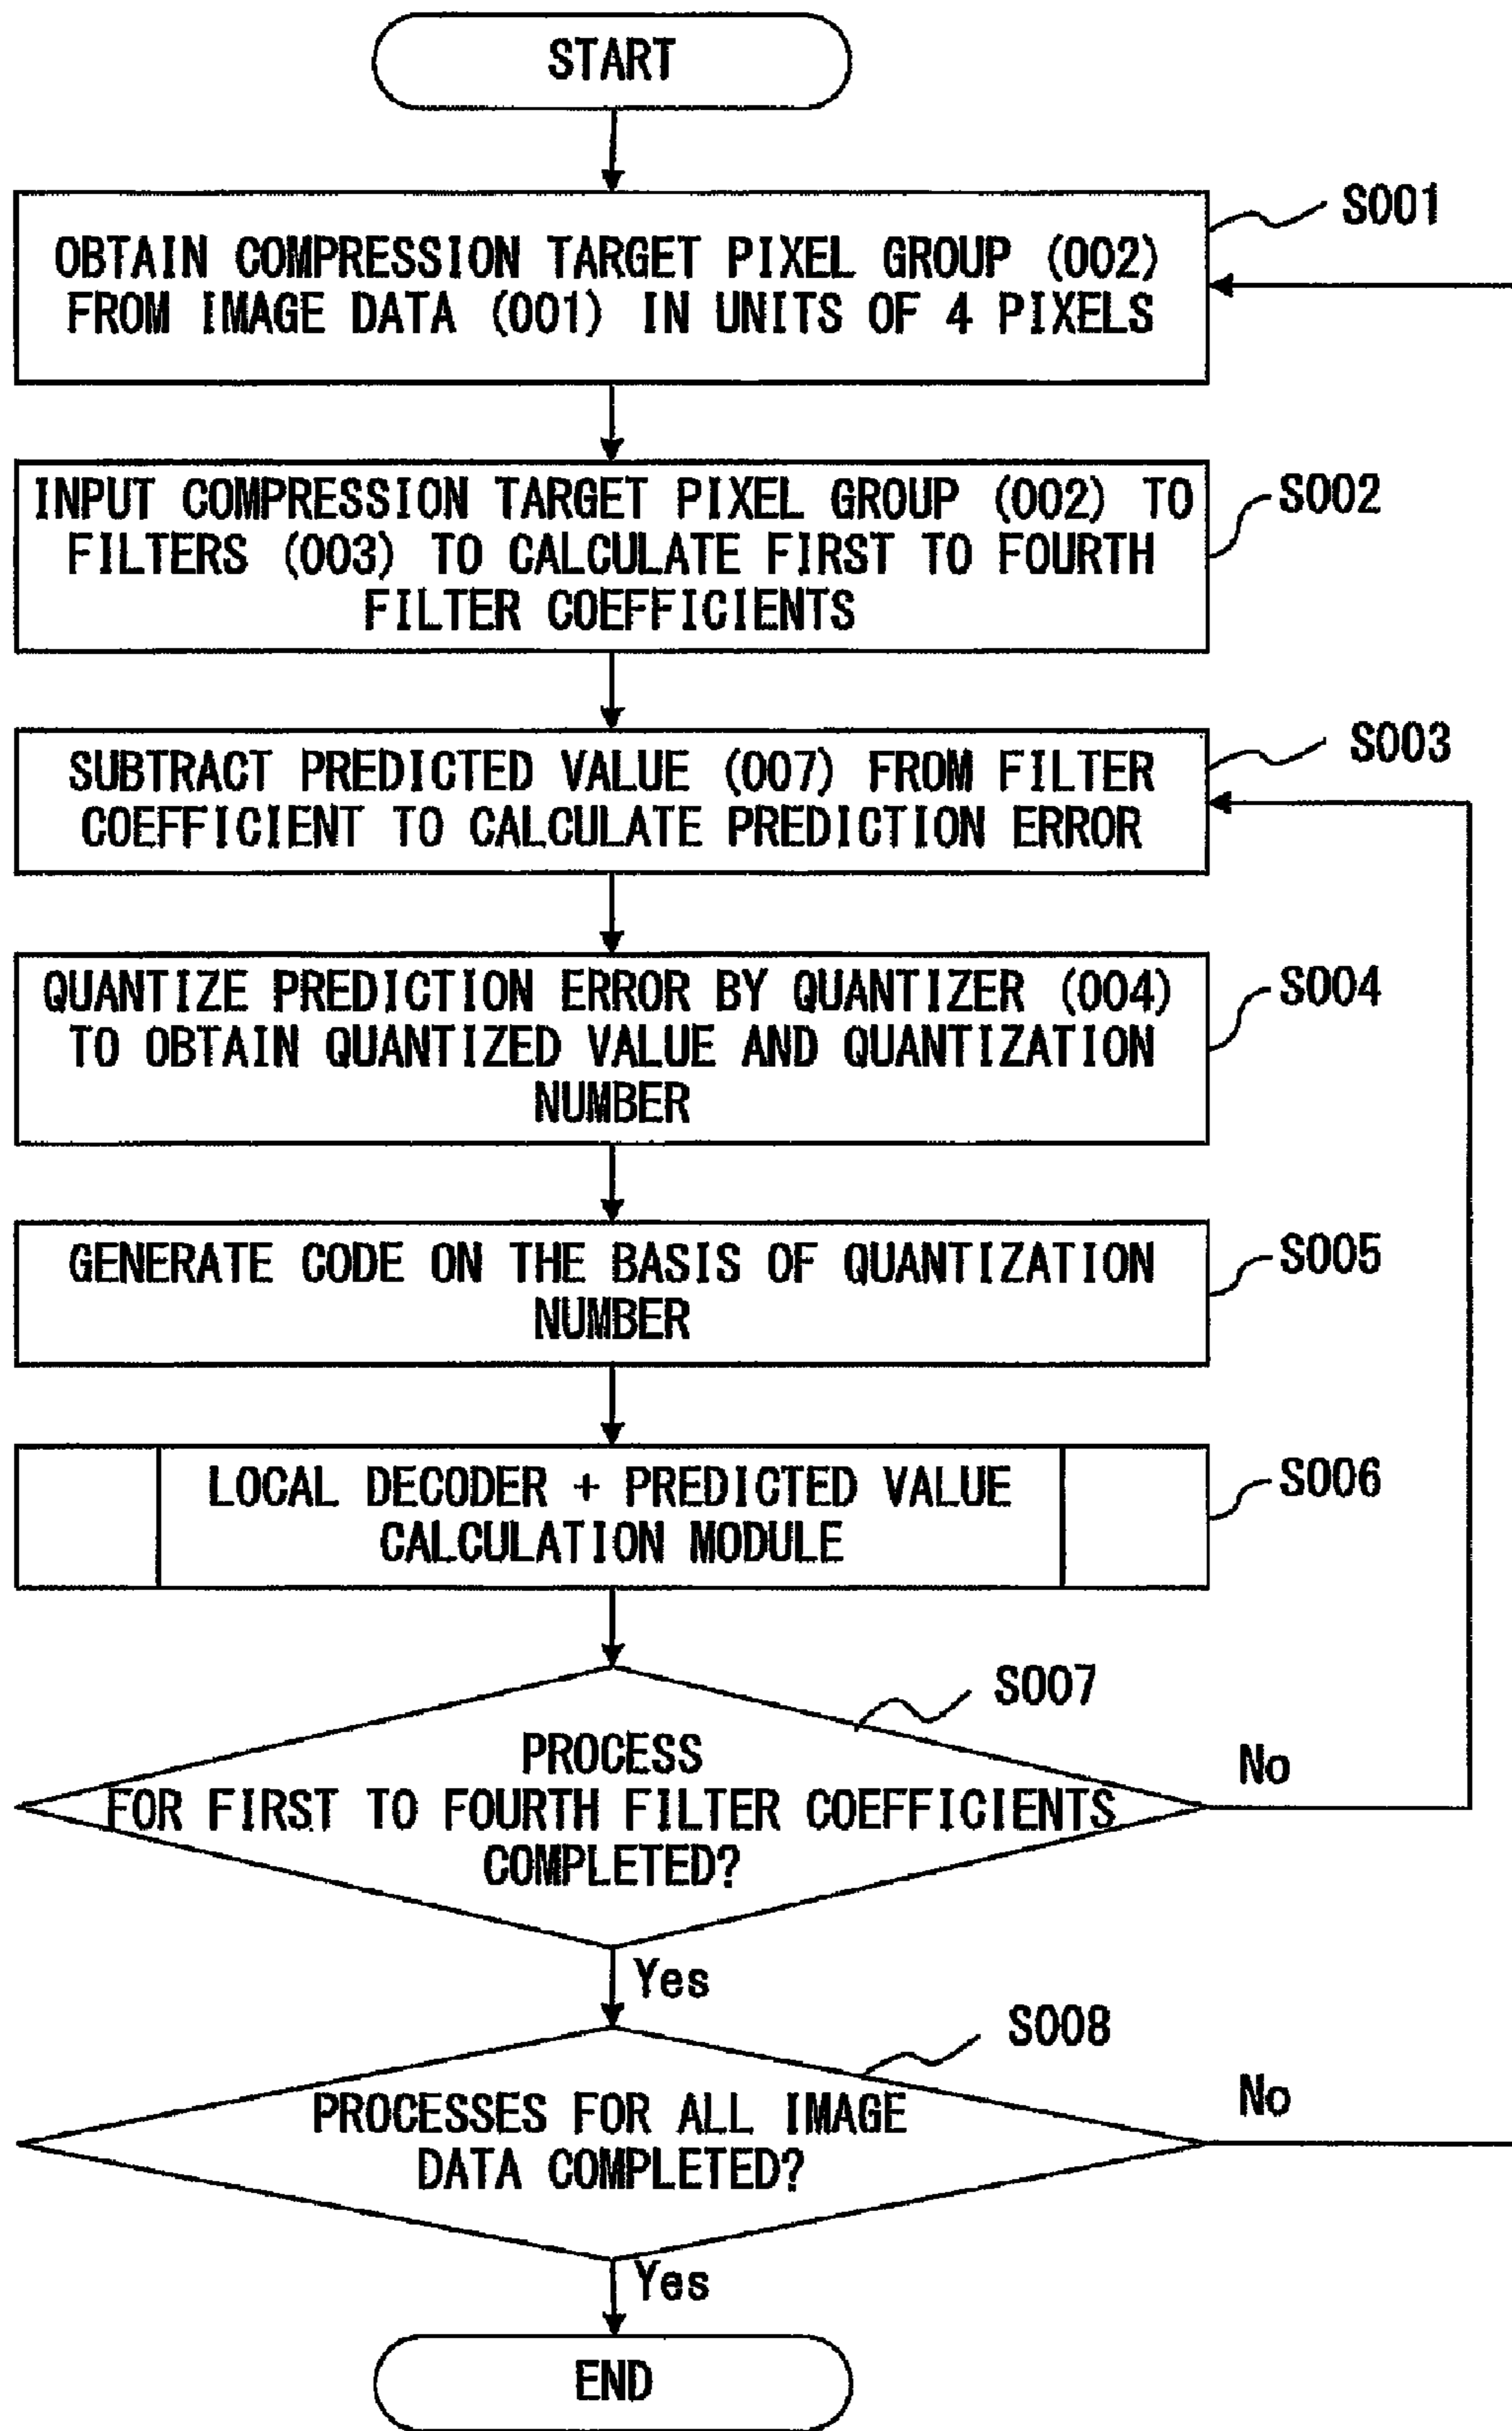 START
S001
OBTAIN COMPRESSION TARGET PIXEL GROUP (002)
FROM IMAGE DATA (001) IN UNITS OF 4 PIXELS
S002
INPUT COMPRESSION TARGET PIXEL GROUP (002) TO
FILTERS (003) TO CALCULATE FIRST TO FOURTH
FILTER COEFFICIENTS
S003
SUBTRACT PREDICTED VALUE (007) FROM FILTER
COEFFICIENT TO CALCULATE PREDICTION ERROR
S004
QUANTIZE PREDICTION ERROR BY QUANTIZER (004)
TO OBTAIN QUANTIZED VALUE AND QUANTIZATION
NUMBER
S005
GENERATE CODE ON THE BASIS OF QUANTIZATION
NUMBER
S006
LOCAL DECODER + PREDICTED VALUE
CALCULATION MODULE
S007
PROCESS
FOR FIRST TO FOURTH FILTER COEFFICIENTS
COMPLETED?
No
Yes
S008
PROCESSES FOR ALL IMAGE
DATA COMPLETED?
No
Yes
END